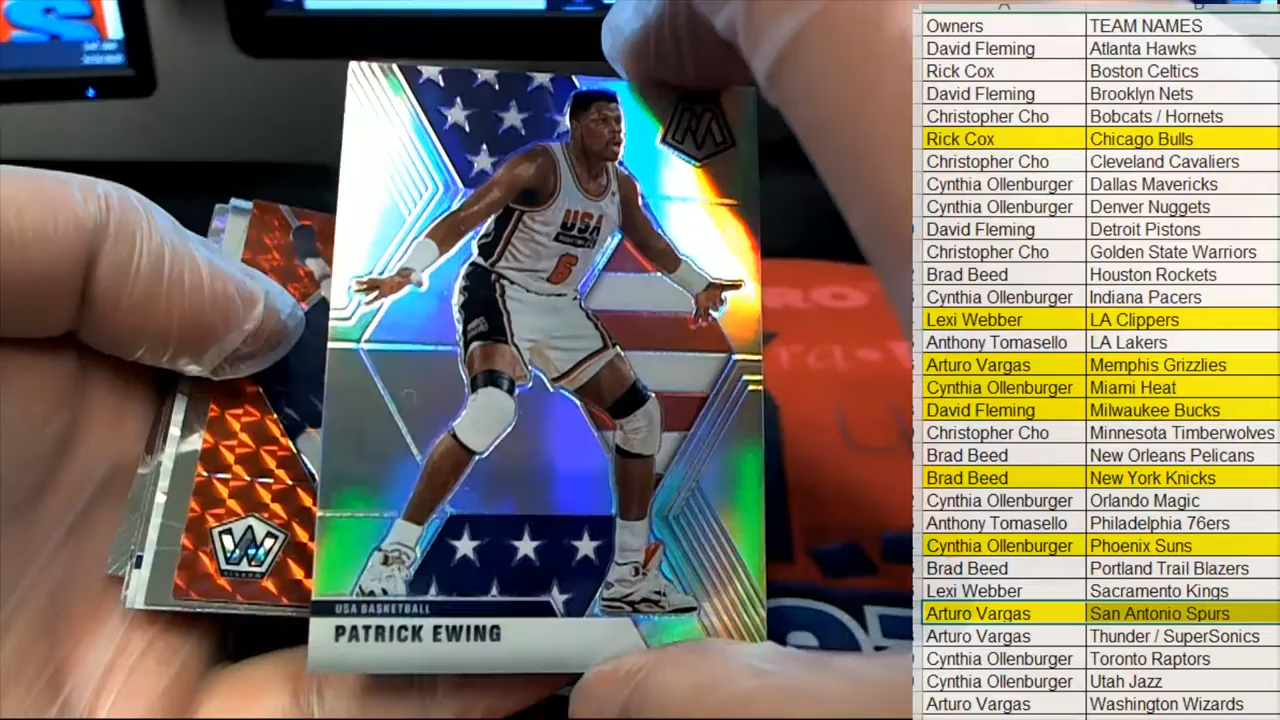 USA
6
USA BASKETBALL
PATRICK EWING
Owners TEAM NAMES
David Fleming Atlanta Hawks
Rick Cox Boston Celtics
David Fleming Brooklyn Nets
Christopher Cho Bobcats / Hornets
Rick Cox Chicago Bulls
Christopher Cho Cleveland Cavaliers
Cynthia Ollenburger Dallas Mavericks
Cynthia Ollenburger Denver Nuggets
David Fleming Detroit Pistons
Christopher Cho Golden State Warriors
Brad Beed Houston Rockets
Cynthia Ollenburger Indiana Pacers
Lexi Webber LA Clippers
Anthony Tomasello LA Lakers
Arturo Vargas Memphis Grizzlies
Cynthia Ollenburger Miami Heat
David Fleming Milwaukee Bucks
Christopher Cho Minnesota Timberwolves
Brad Beed New Orleans Pelicans
Brad Beed New York Knicks
Cynthia Ollenburger Orlando Magic
Anthony Tomasello Philadelphia 76ers
Cynthia Ollenburger Phoenix Suns
Brad Beed Portland Trail Blazers
Lexi Webber Sacramento Kings
Arturo Vargas San Antonio Spurs
Arturo Vargas Thunder / SuperSonics
Cynthia Ollenburger Toronto Raptors
Cynthia Ollenburger Utah Jazz
Arturo Vargas Washington Wizards